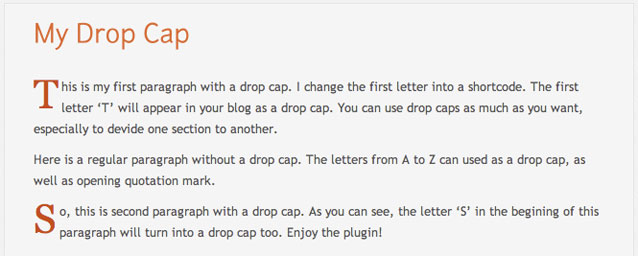 My Drop Cap
This is my first paragraph with a drop cap. I change the first letter into a shortcode. The first
letter ‘T’ will appear in your blog as a drop cap. You can use drop caps as much as you want,
especially to devide one section to another.
Here is a regular paragraph without a drop cap. The letters from A to Z can used as a drop cap, as
well as opening quotation mark.
So, this is second paragraph with a drop cap. As you can see, the letter ‘S’ in the begining of this
paragraph will turn into a drop cap too. Enjoy the plugin!